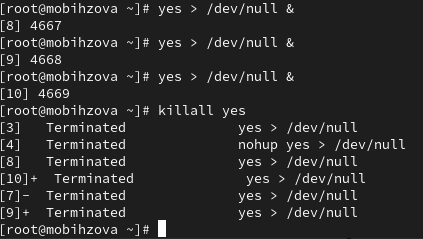 [root@mobihzova ~]# yes > /dev/null &
[8] 4667
[root@mobihzova ~]# yes > /dev/null &
[9] 4668
[root@mobihzova ~]# yes > /dev/null &
[10] 4669
[root@mobihzova ~]# killall yes
[3]   Terminated              yes > /dev/null
[4]   Terminated              nohup yes > /dev/null
[8]   Terminated              yes > /dev/null
[10]+  Terminated              yes > /dev/null
[7]-  Terminated              yes > /dev/null
[9]+  Terminated              yes > /dev/null
[root@mobihzova ~]#